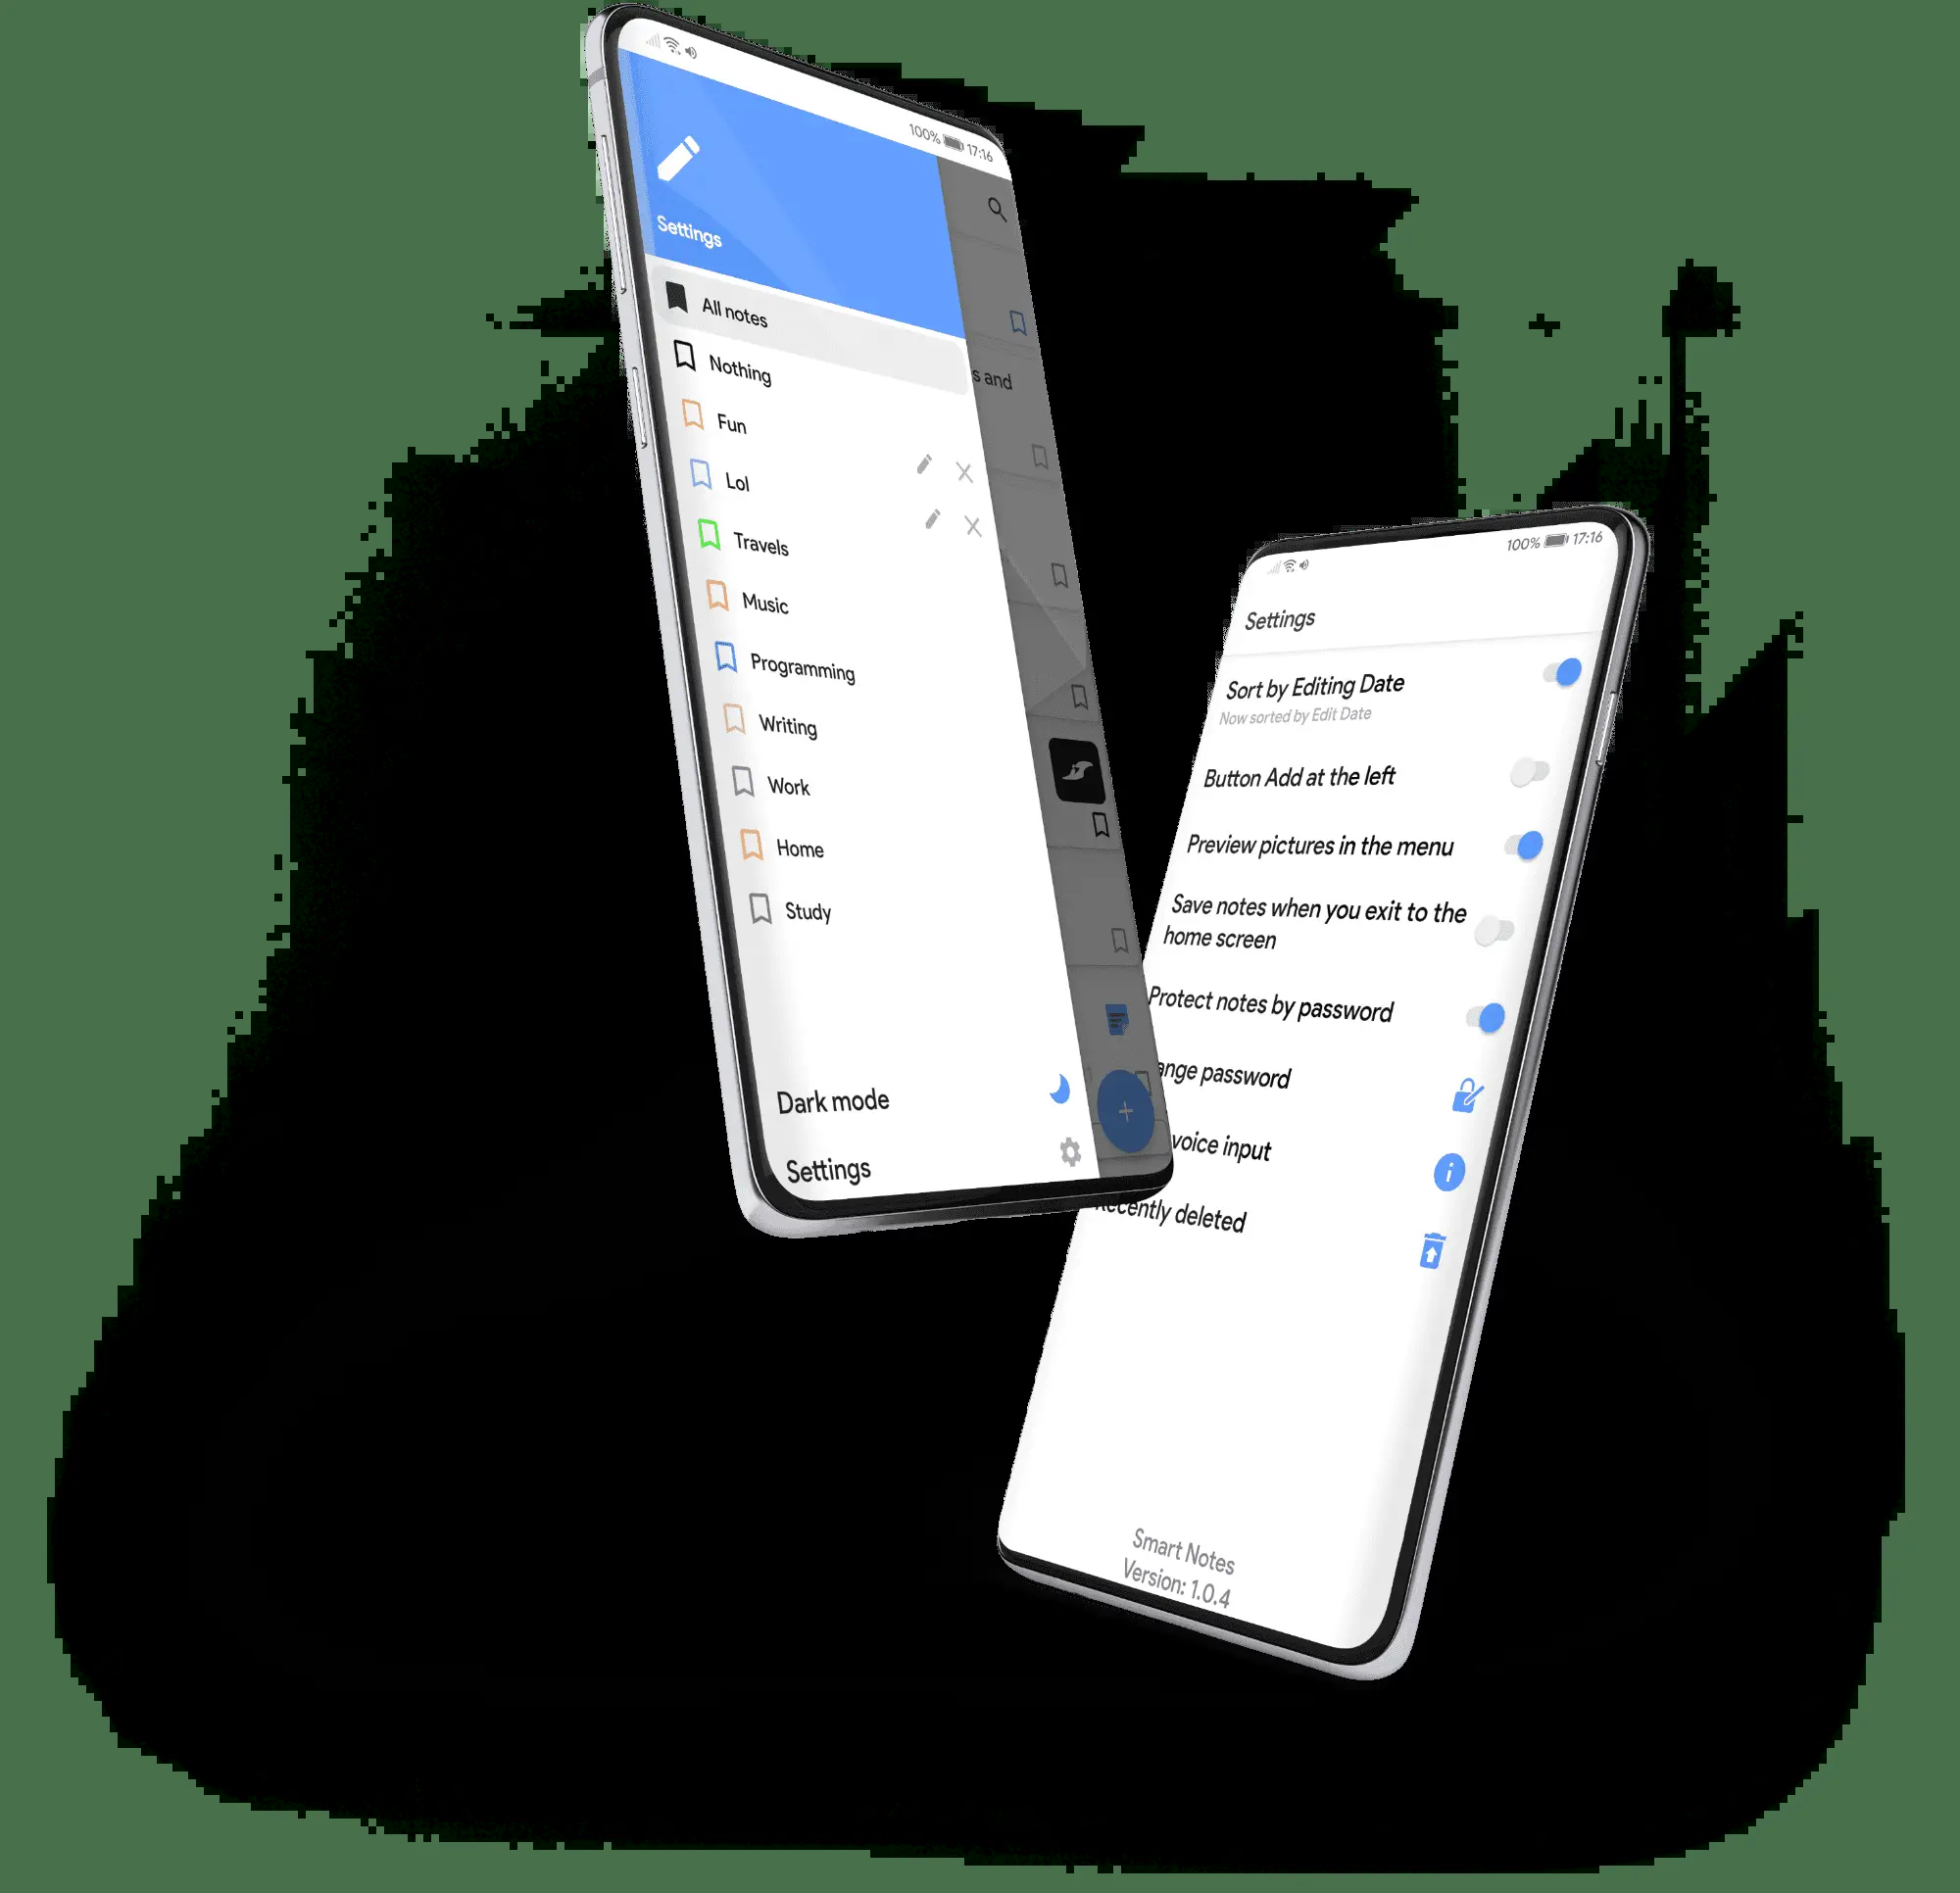 100% 17:16
Settings
All notes
Nothing
Fun
Lol
Travels
Music
Programming
Writing
Work
Home
Study
Dark mode
Settings
s and
100% 17:16
Settings
Sort by Editing Date
Now sorted by Edit Date
Button Add at the left
Preview pictures in the menu
Save notes when you exit to the
home screen
Protect notes by password
ange password
voice input
ecently deleted
Smart Notes
Version: 1.0.4